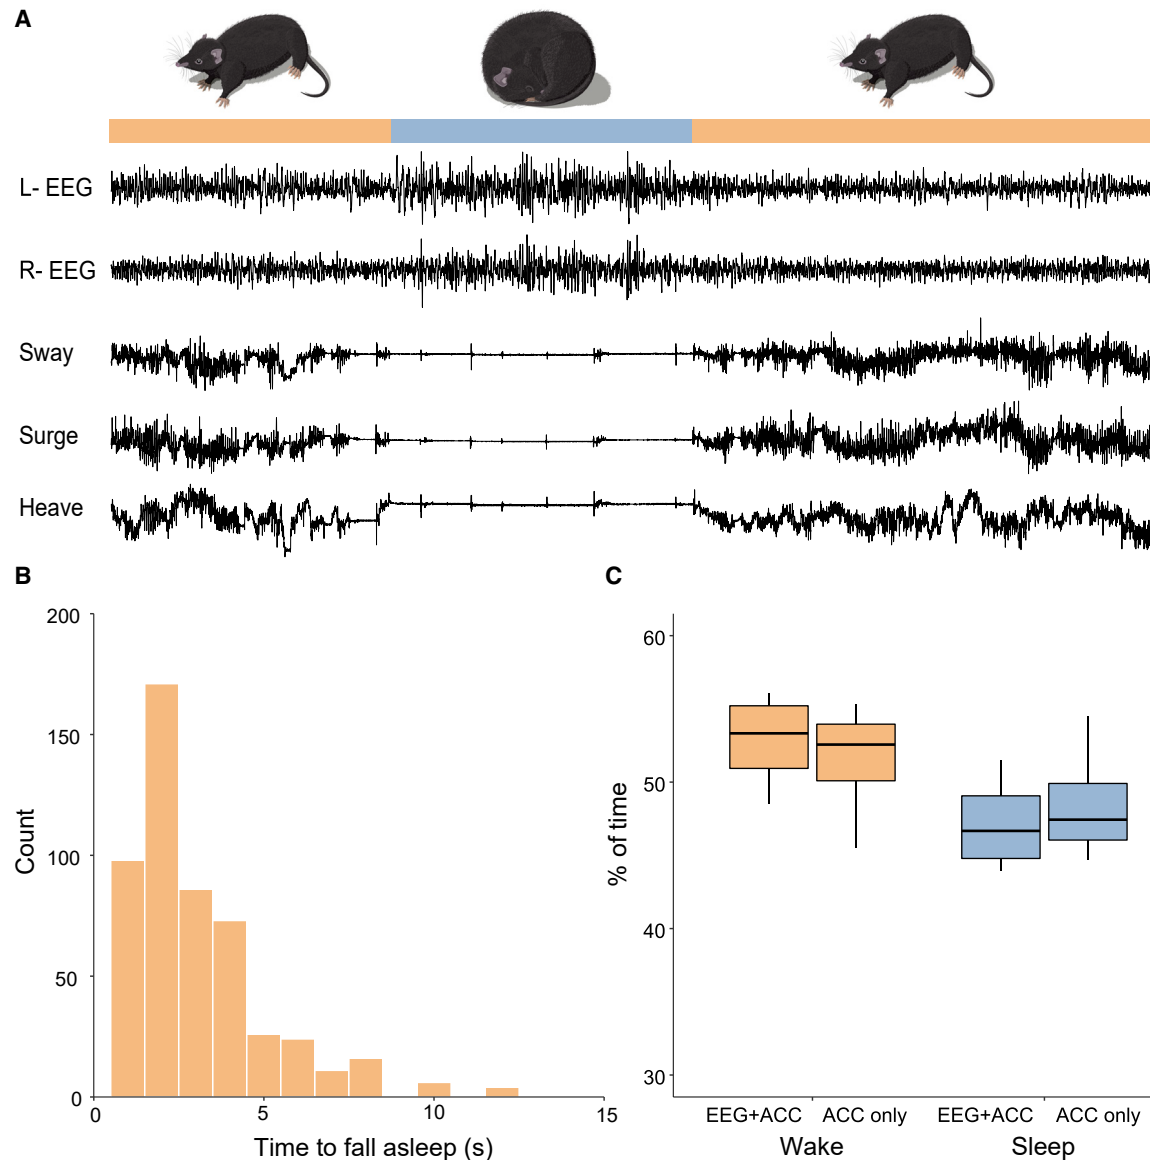 A
L- EEG
R- EEG
Sway
Surge
Heave
B
200
150
100
50
0
0 5 10 15
Count
Time to fall asleep (s)
C
60
50
40
30
% of time
EEG+ACC ACC only EEG+ACC ACC only
Wake Sleep